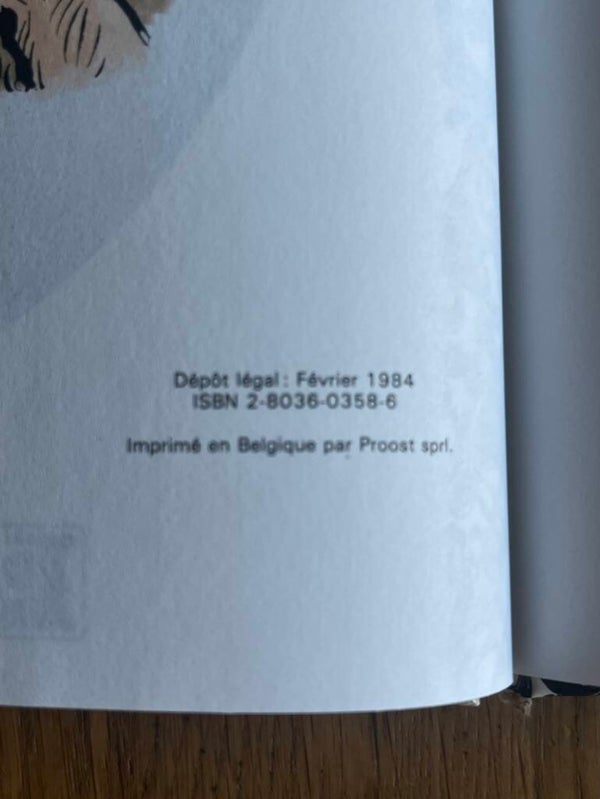 Dépôt légal : Février 1984
ISBN 2-8036-0358-6
Imprimé en Belgique par Proost sprl.